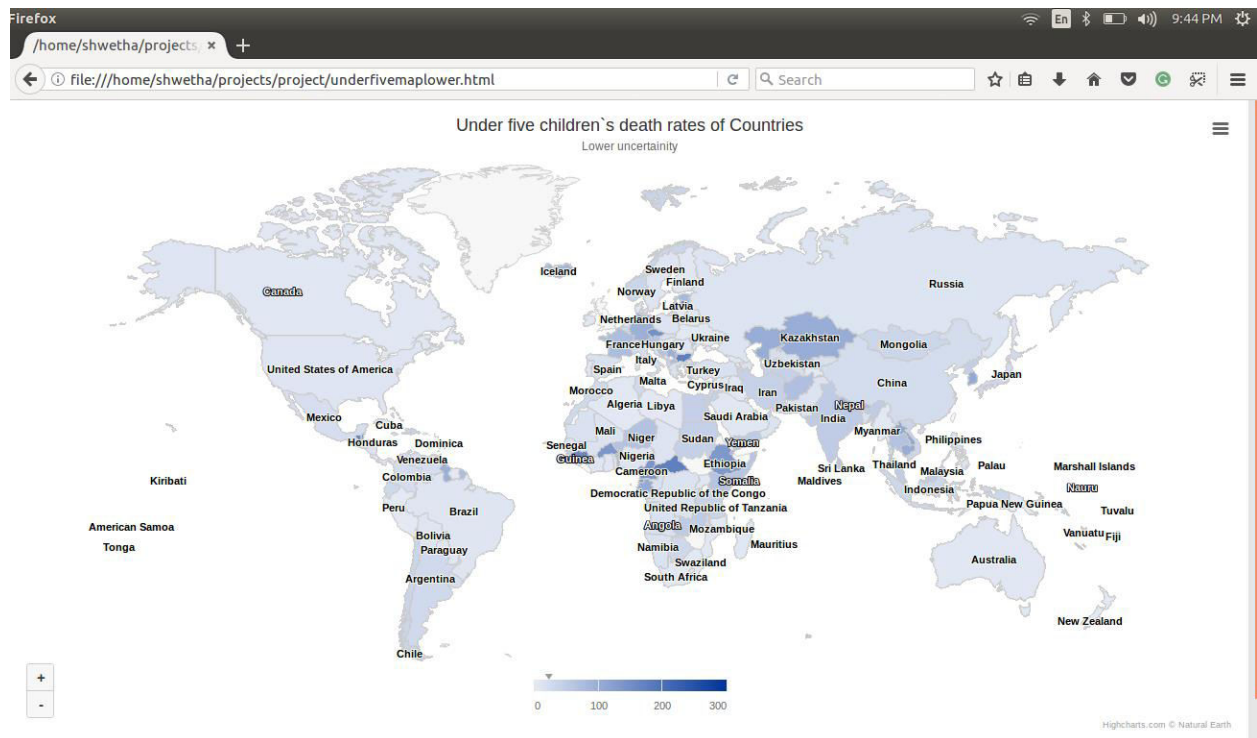 Firefox
En 9:44 PM
/home/shwetha/projects/ × +
file:///home/shwetha/projects/project/underfivemaplower.html Search
Under five children`s death rates of Countries
Lower uncertainity
Iceland
Sweden
Finland
Canada
Norway
Russia
Latvia
Netherlands Belarus
Ukraine Kazakhstan
France Hungary Mongolia
Italy
United States of America Spain Turkey Uzbekistan
Japan
Malta Cyprus Iraq China
Morocco Iran
Algeria Libya Pakistan Nepal
Mexico Saudi Arabia India
Cuba Mali Myanmar
Honduras Dominica Niger Sudan Yemen Philippines
Senegal
Venezuela Guinea Nigeria Ethiopia Sri Lanka Thailand Palau Marshall Islands
Colombia Cameroon Malaysia
Kiribati Somalia Maldives Nauru
Democratic Republic of the Congo Indonesia
Peru United Republic of Tanzania Papua New Guinea
Brazil Tuvalu
American Samoa Angola Mozambique
Bolivia Vanuatu Fiji
Tonga Paraguay Namibia Mauritius
Swaziland Australia
Argentina South Africa
New Zealand
Chile
+
-
0 100 200 300
Highcharts.com © Natural Earth